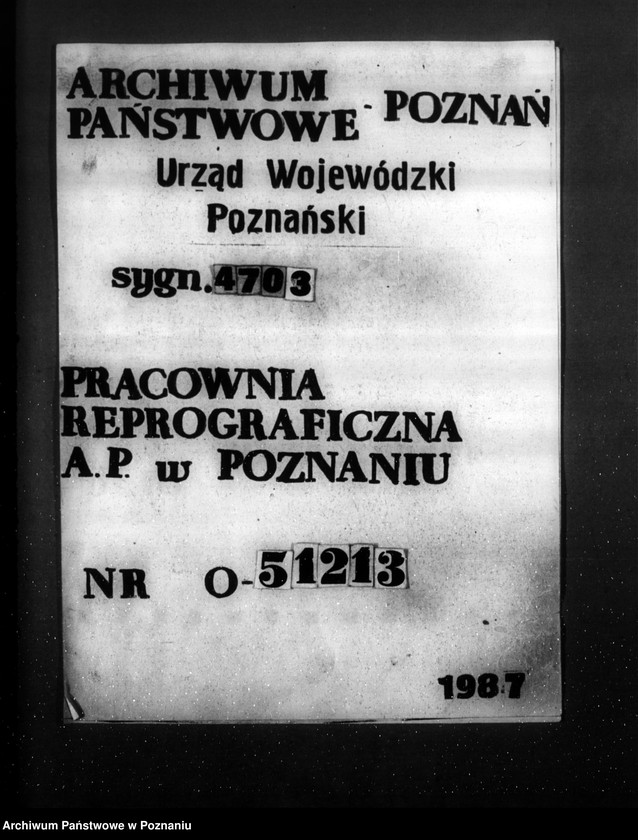 ARCHIWUM
PAŃSTWOWE - POZNAŃ
Urząd Wojewódzki
Poznański
sygn. 4703
PRACOWNIA
REPROGRAFICZNA
A.P. w POZNANIU
NR O-51213
1987
Archiwum Państwowe w Poznaniu